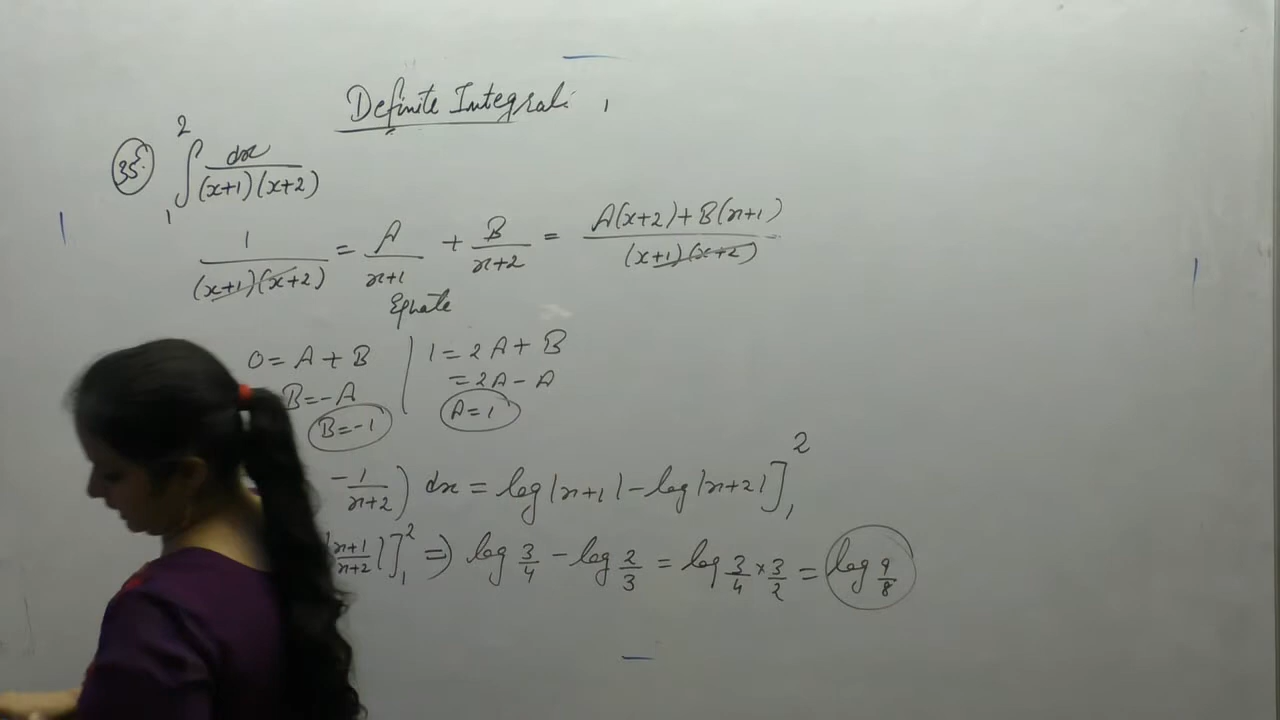 Definite Integral
35. ∫₁² dx / (x+1)(x+2)
1 / (x+1)(x+2) = A / x+1 + B / x+2 = A(x+2) + B(x+1) / (x+1)(x+2)
Equate
0 = A + B | 1 = 2A + B
B = -A = 2A - A
B = -1 A = 1
- 1 / x+2) dx = log|x+1| - log|x+2|]₁²
x+1 / x+2|]₁² ⇒ log 3/4 - log 2/3 = log 3/4 × 3/2 = log 9/8